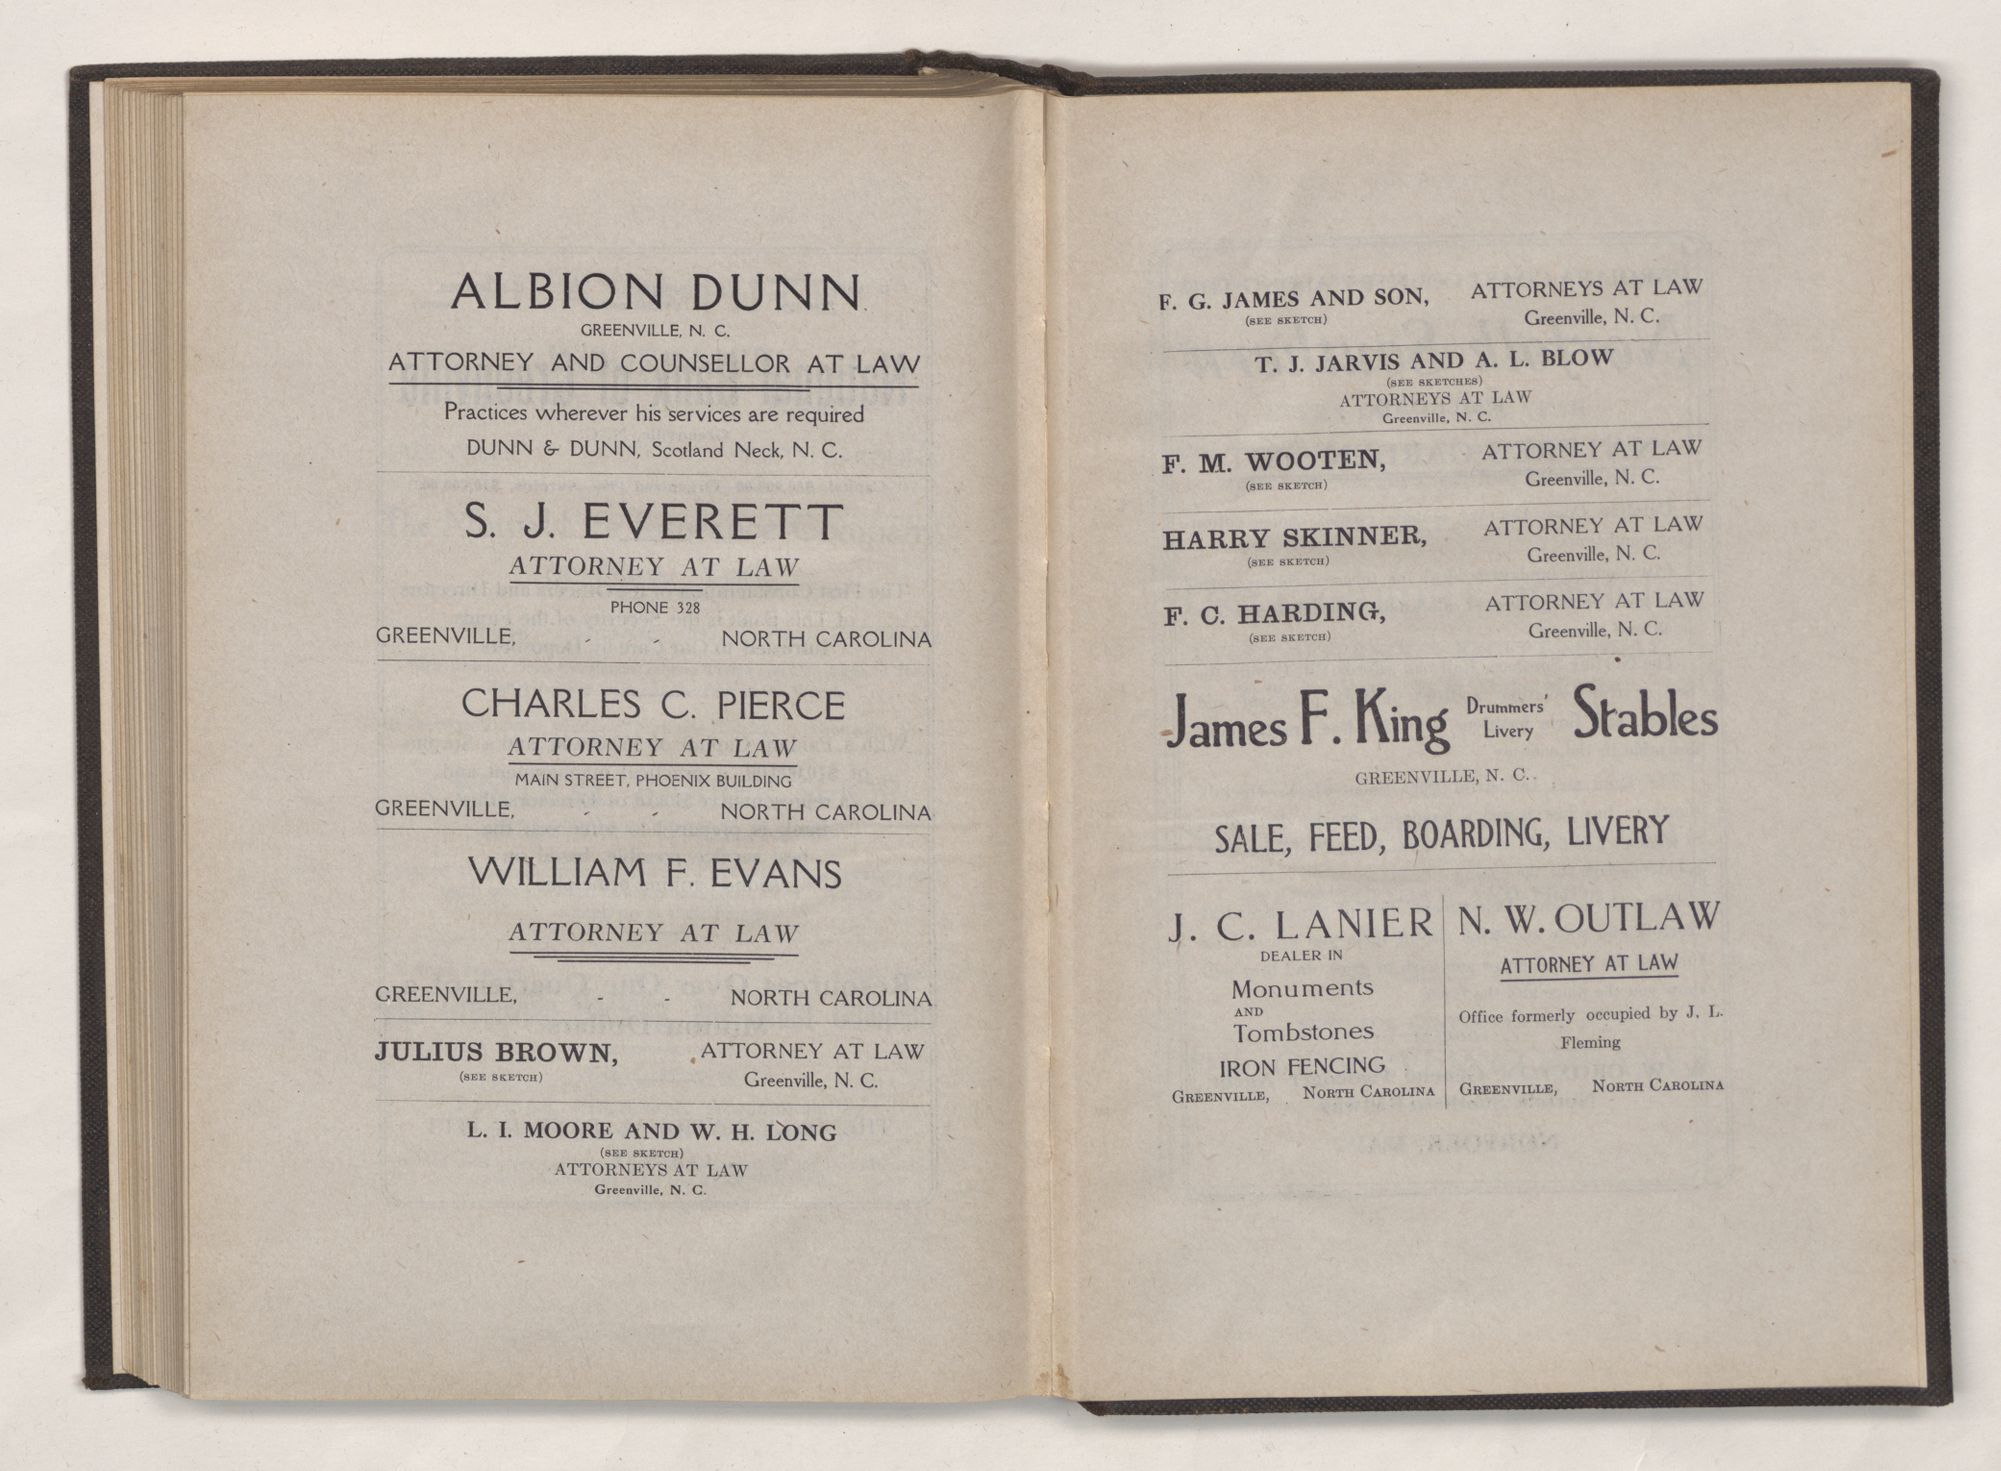 ALBION DUNN
GREENVILLE, N. C.
ATTORNEY AND COUNSELLOR AT LAW
Practices wherever his services are required
DUNN & DUNN, Scotland Neck, N. C.
S. J. EVERETT
ATTORNEY AT LAW
PHONE 328
GREENVILLE, - - NORTH CAROLINA
CHARLES C. PIERCE
ATTORNEY AT LAW
MAIN STREET, PHOENIX BUILDING
GREENVILLE, - - NORTH CAROLINA
WILLIAM F. EVANS
ATTORNEY AT LAW
GREENVILLE, - - NORTH CAROLINA
JULIUS BROWN, ATTORNEY AT LAW
(SEE SKETCH) Greenville, N. C.
L. I. MOORE AND W. H. LONG
(SEE SKETCH)
ATTORNEYS AT LAW
Greenville, N. C.
F. G. JAMES AND SON, ATTORNEYS AT LAW
(SEE SKETCH) Greenville, N. C.
T. J. JARVIS AND A. L. BLOW
(SEE SKETCHES)
ATTORNEYS AT LAW
Greenville, N. C.
F. M. WOOTEN, ATTORNEY AT LAW
(SEE SKETCH) Greenville, N. C.
HARRY SKINNER, ATTORNEY AT LAW
(SEE SKETCH) Greenville, N. C.
F. C. HARDING, ATTORNEY AT LAW
(SEE SKETCH) Greenville, N. C.
James F. King Drummers' Livery Stables
GREENVILLE, N. C.
SALE, FEED, BOARDING, LIVERY
J. C. LANIER
DEALER IN
Monuments
AND
Tombstones
IRON FENCING
GREENVILLE, NORTH CAROLINA
N. W. OUTLAW
ATTORNEY AT LAW
Office formerly occupied by J. L.
Fleming
GREENVILLE, NORTH CAROLINA